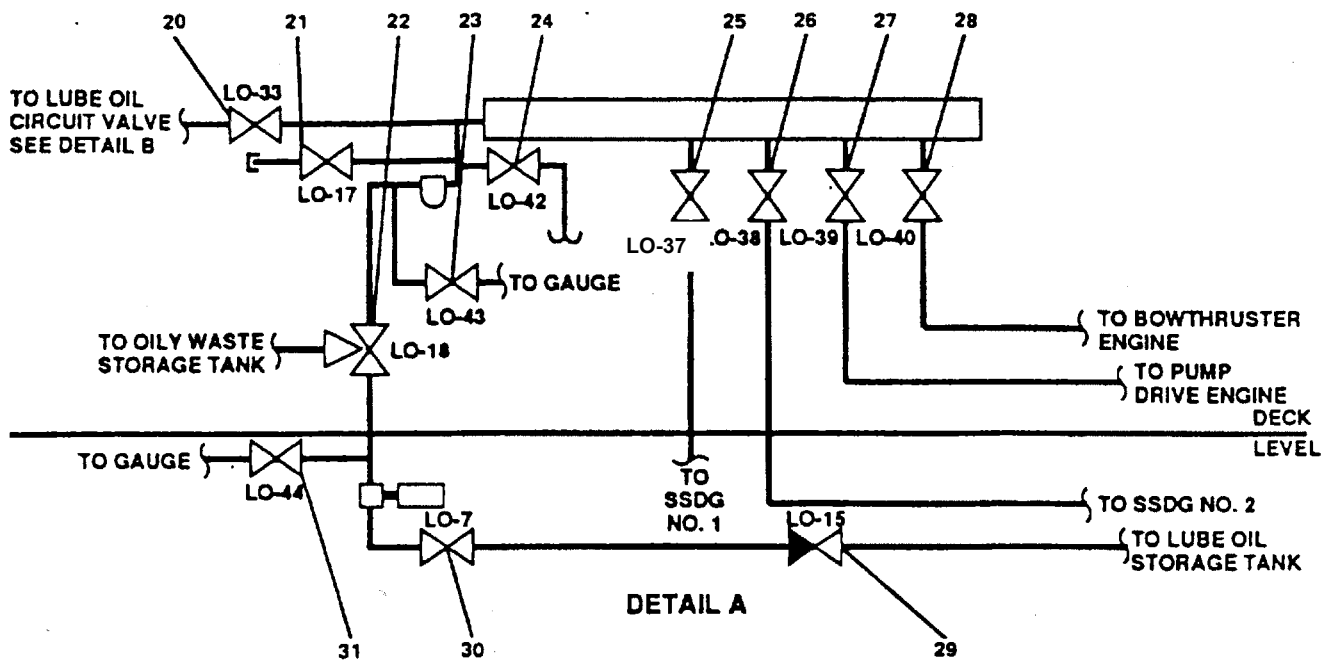 20
21
22
23
24
25
26
27
28
LO-33
TO LUBE OIL
CIRCUIT VALVE
SEE DETAIL B
LO-17
LO-42
LO-37
.O-38
LO-39
LO-40
TO GAUGE
LO-43
TO OILY WASTE
STORAGE TANK
LO-18
TO BOWTHRUSTER
ENGINE
TO PUMP
DRIVE ENGINE
DECK
LEVEL
TO GAUGE
LO-44
TO
SSDG
NO. 1
TO SSDG NO. 2
LO-7
LO-15
TO LUBE OIL
STORAGE TANK
DETAIL A
31
30
29